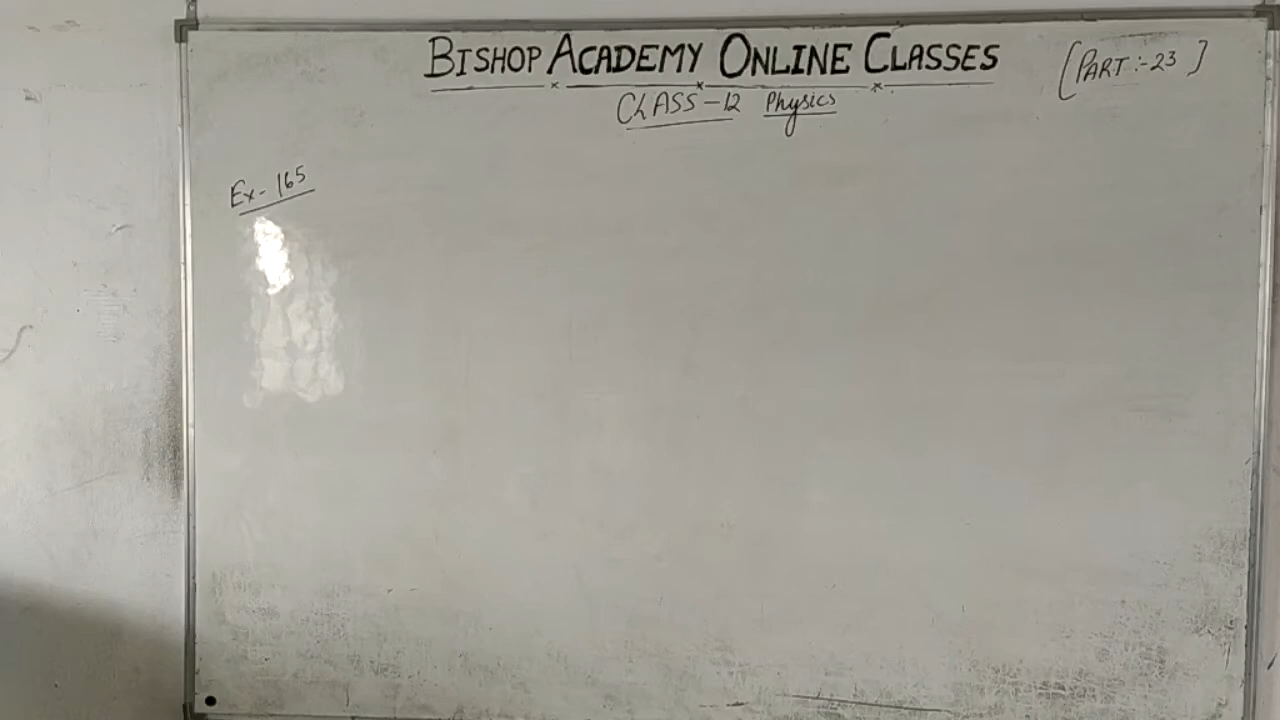 BISHOP ACADEMY ONLINE CLASSES [PART:-23]
CLASS-12 Physics
Ex-165